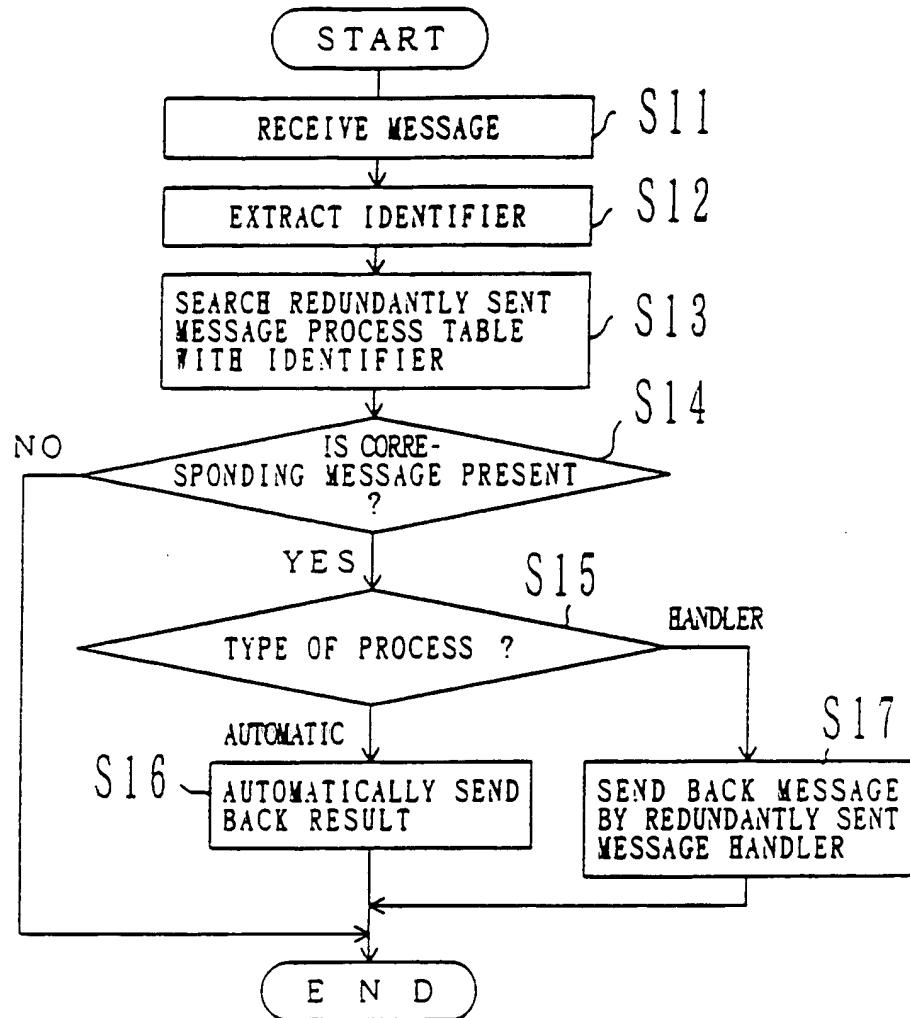 START
RECEIVE MESSAGE
S11
EXTRACT IDENTIFIER
S12
SEARCH REDUNDANTLY SENT
MESSAGE PROCESS TABLE
WITH IDENTIFIER
S13
S14
NO
IS CORRE-
SPONDING MESSAGE PRESENT
?
YES
S15
TYPE OF PROCESS ?
HANDLER
AUTOMATIC
S16
AUTOMATICALLY SEND
BACK RESULT
S17
SEND BACK MESSAGE
BY REDUNDANTLY SENT
MESSAGE HANDLER
END